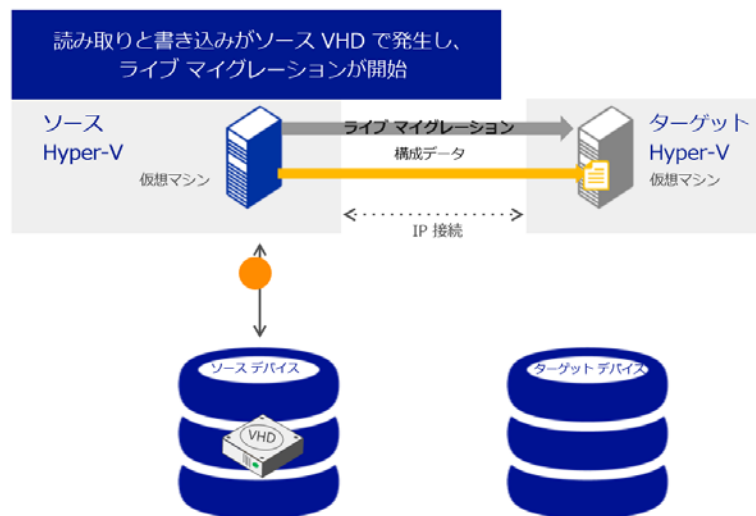 読み取りと書き込みがソース VHD で発生し、
ライブ マイグレーションが開始
ソース
Hyper-V
仮想マシン
ライブ マイグレーション
構成データ
IP 接続
ターゲット
Hyper-V
仮想マシン
ソース デバイス
VHD
ターゲット デバイス